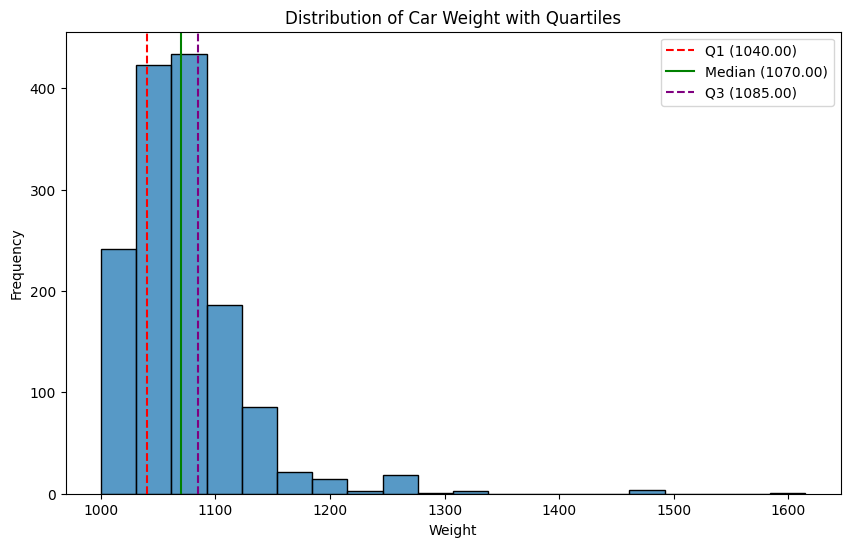 Distribution of Car Weight with Quartiles
Q1 (1040.00)
Median (1070.00)
Q3 (1085.00)
Frequency
400
300
200
100
0
1000 1100 1200 1300 1400 1500 1600
Weight